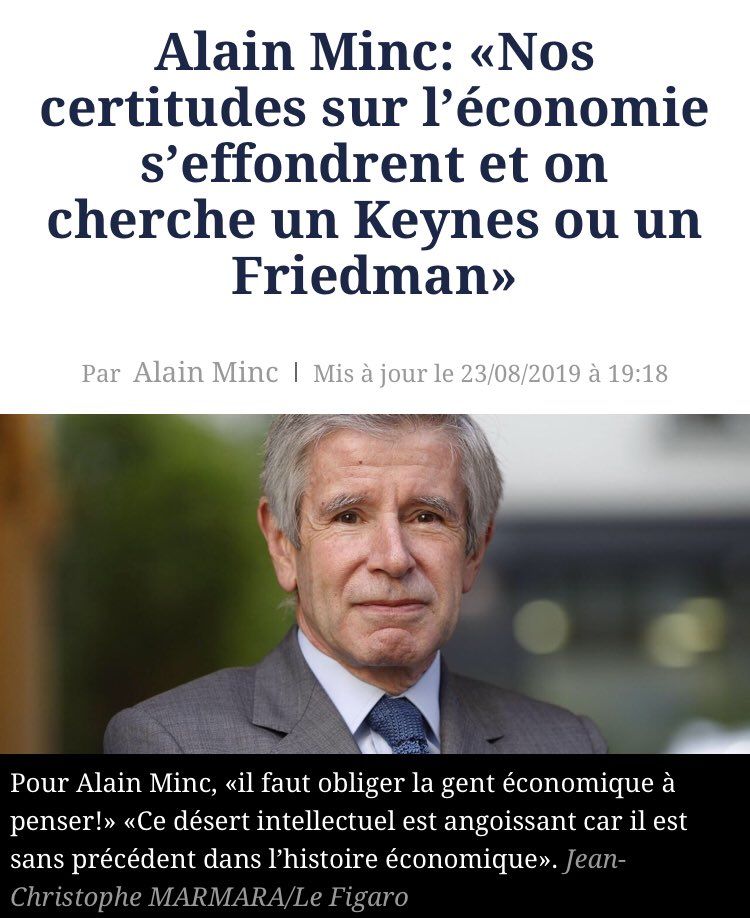 Alain Minc: «Nos
certitudes sur l’économie
s’effondrent et on
cherche un Keynes ou un
Friedman»
Par Alain Minc | Mis à jour le 23/08/2019 à 19:18
Pour Alain Minc, «il faut obliger la gent économique à
penser!» «Ce désert intellectuel est angoissant car il est
sans précédent dans l’histoire économique». Jean-
Christophe MARMARA/Le Figaro